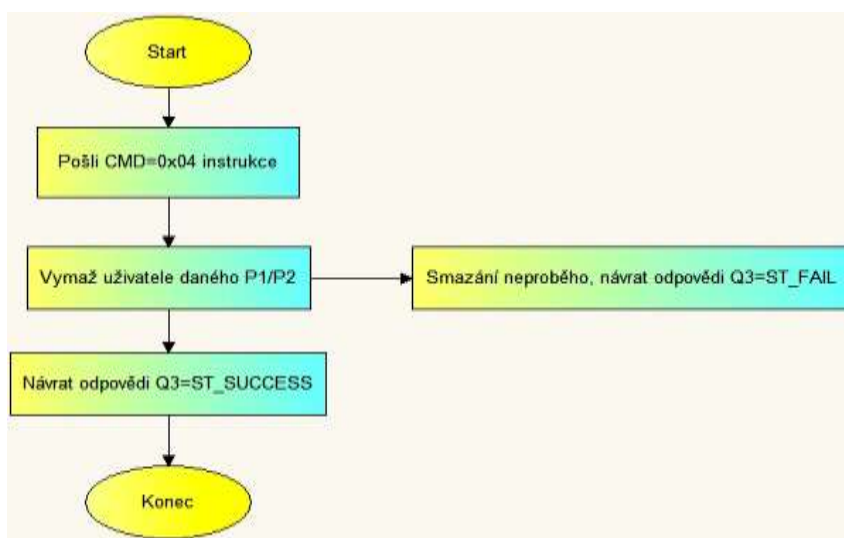 Start
Pošli CMD=0x04 instrukce
Vymaž uživatele daného P1/P2
Smazání neproběho, návrat odpovědi Q3=ST_FAIL
Návrat odpovědi Q3=ST_SUCCESS
Konec